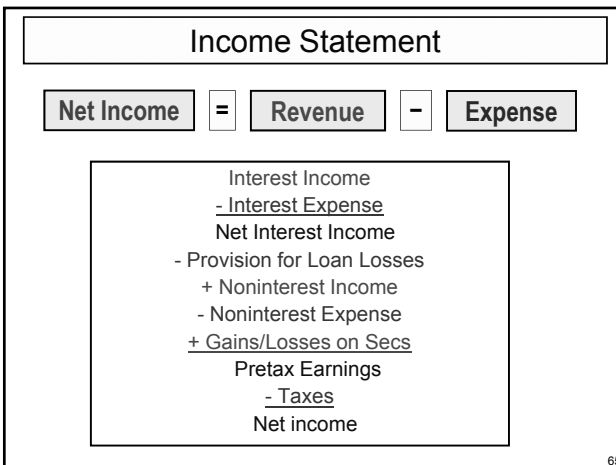 Income Statement
Net Income = Revenue – Expense
Interest Income
- Interest Expense
Net Interest Income
- Provision for Loan Losses
+ Noninterest Income
- Noninterest Expense
+ Gains/Losses on Secs
Pretax Earnings
- Taxes
Net income